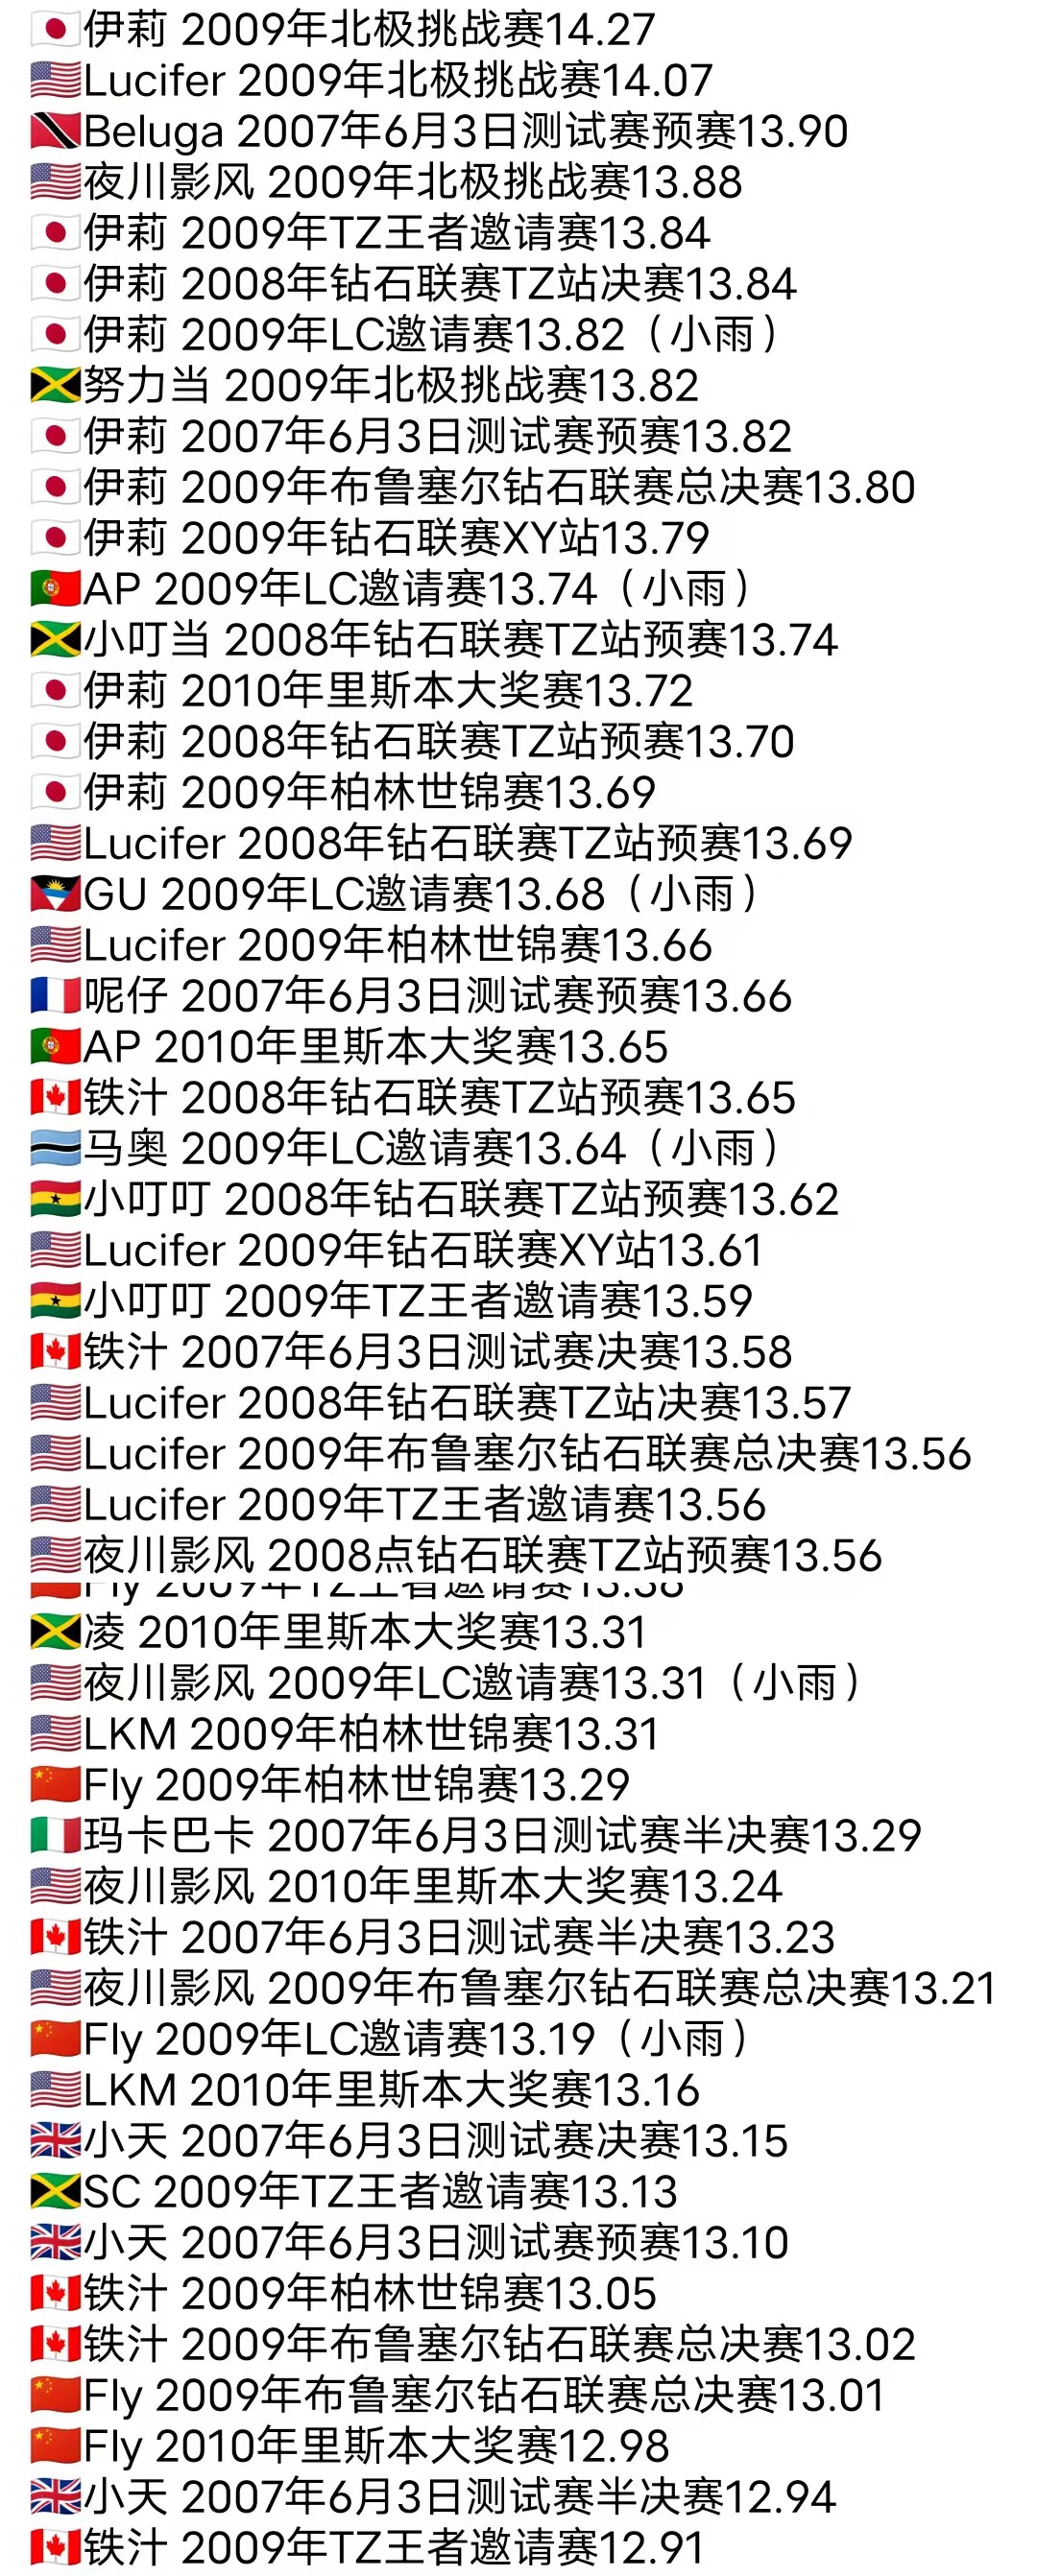 🇯🇵伊莉 2009年北极挑战赛14.27
🇺🇸Lucifer 2009年北极挑战赛14.07
🇹🇹Beluga 2007年6月3日测试赛预赛13.90
🇺🇸夜川影风 2009年北极挑战赛13.88
🇯🇵伊莉 2009年TZ王者邀请赛13.84
🇯🇵伊莉 2008年钻石联赛TZ站决赛13.84
🇯🇵伊莉 2009年LC邀请赛13.82（小雨）
🇯🇲努力当 2009年北极挑战赛13.82
🇯🇵伊莉 2007年6月3日测试赛预赛13.82
🇯🇵伊莉 2009年布鲁塞尔钻石联赛总决赛13.80
🇯🇵伊莉 2009年钻石联赛XY站13.79
🇵🇹AP 2009年LC邀请赛13.74（小雨）
🇯🇲小叮当 2008年钻石联赛TZ站预赛13.74
🇯🇵伊莉 2010年里斯本大奖赛13.72
🇯🇵伊莉 2008年钻石联赛TZ站预赛13.70
🇯🇵伊莉 2009年柏林世锦赛13.69
🇺🇸Lucifer 2008年钻石联赛TZ站预赛13.69
🇦🇬GU 2009年LC邀请赛13.68（小雨）
🇺🇸Lucifer 2009年柏林世锦赛13.66
🇫🇷呢仔 2007年6月3日测试赛预赛13.66
🇵🇹AP 2010年里斯本大奖赛13.65
🇨🇦铁汁 2008年钻石联赛TZ站预赛13.65
🇧🇼马奥 2009年LC邀请赛13.64（小雨）
🇬🇭小叮叮 2008年钻石联赛TZ站预赛13.62
🇺🇸Lucifer 2009年钻石联赛XY站13.61
🇬🇭小叮叮 2009年TZ王者邀请赛13.59
🇨🇦铁汁 2007年6月3日测试赛决赛13.58
🇺🇸Lucifer 2008年钻石联赛TZ站决赛13.57
🇺🇸Lucifer 2009年布鲁塞尔钻石联赛总决赛13.56
🇺🇸Lucifer 2009年TZ王者邀请赛13.56
🇺🇸夜川影风 2008点钻石联赛TZ站预赛13.56
🇨🇳Fly 2009年TZ王者邀请赛
🇯🇲凌 2010年里斯本大奖赛13.31
🇺🇸夜川影风 2009年LC邀请赛13.31（小雨）
🇺🇸LKM 2009年柏林世锦赛13.31
🇨🇳Fly 2009年柏林世锦赛13.29
🇮🇹玛卡巴卡 2007年6月3日测试赛半决赛13.29
🇺🇸夜川影风 2010年里斯本大奖赛13.24
🇨🇦铁汁 2007年6月3日测试赛半决赛13.23
🇺🇸夜川影风 2009年布鲁塞尔钻石联赛总决赛13.21
🇨🇳Fly 2009年LC邀请赛13.19（小雨）
🇺🇸LKM 2010年里斯本大奖赛13.16
🇬🇧小天 2007年6月3日测试赛决赛13.15
🇯🇲SC 2009年TZ王者邀请赛13.13
🇬🇧小天 2007年6月3日测试赛预赛13.10
🇨🇦铁汁 2009年柏林世锦赛13.05
🇨🇦铁汁 2009年布鲁塞尔钻石联赛总决赛13.02
🇨🇳Fly 2009年布鲁塞尔钻石联赛总决赛13.01
🇨🇳Fly 2010年里斯本大奖赛12.98
🇬🇧小天 2007年6月3日测试赛半决赛12.94
🇨🇦铁汁 2009年TZ王者邀请赛12.91